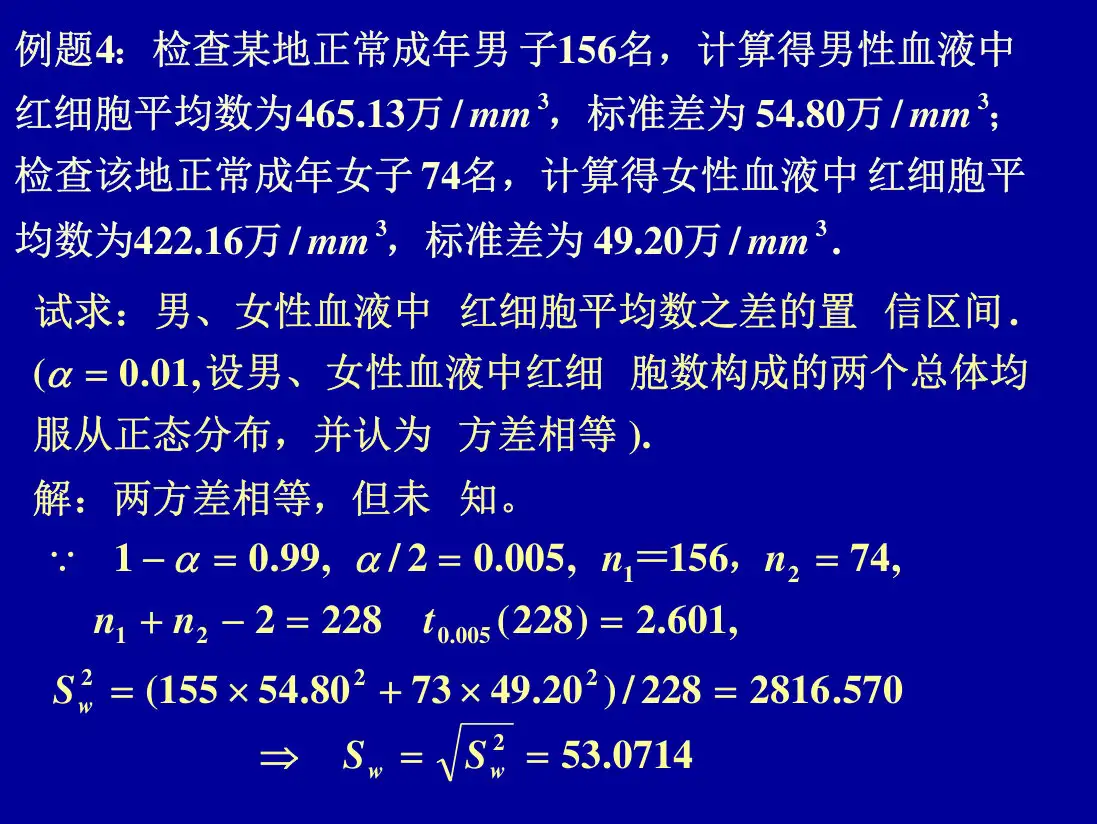 例题4：检查某地正常成年男子156名，计算得男性血液中
红细胞平均数为465.13万/mm³，标准差为54.80万/mm³；
检查该地正常成年女子74名，计算得女性血液中红细胞平
均数为422.16万/mm³，标准差为49.20万/mm³.
试求：男、女性血液中 红细胞平均数之差的置 信区间.
(α = 0.01,设男、女性血液中红细 胞数构成的两个总体均
服从正态分布，并认为 方差相等 ).
解：两方差相等，但未 知。
∵ 1 − α = 0.99, α / 2 = 0.005, n₁＝156，n₂ = 74,
n₁ + n₂ − 2 = 228 t₀.₀₀₅(228) = 2.601,
S_w² = (155 × 54.80² + 73 × 49.20²) / 228 = 2816.570
⇒ S_w = √S_w² = 53.0714